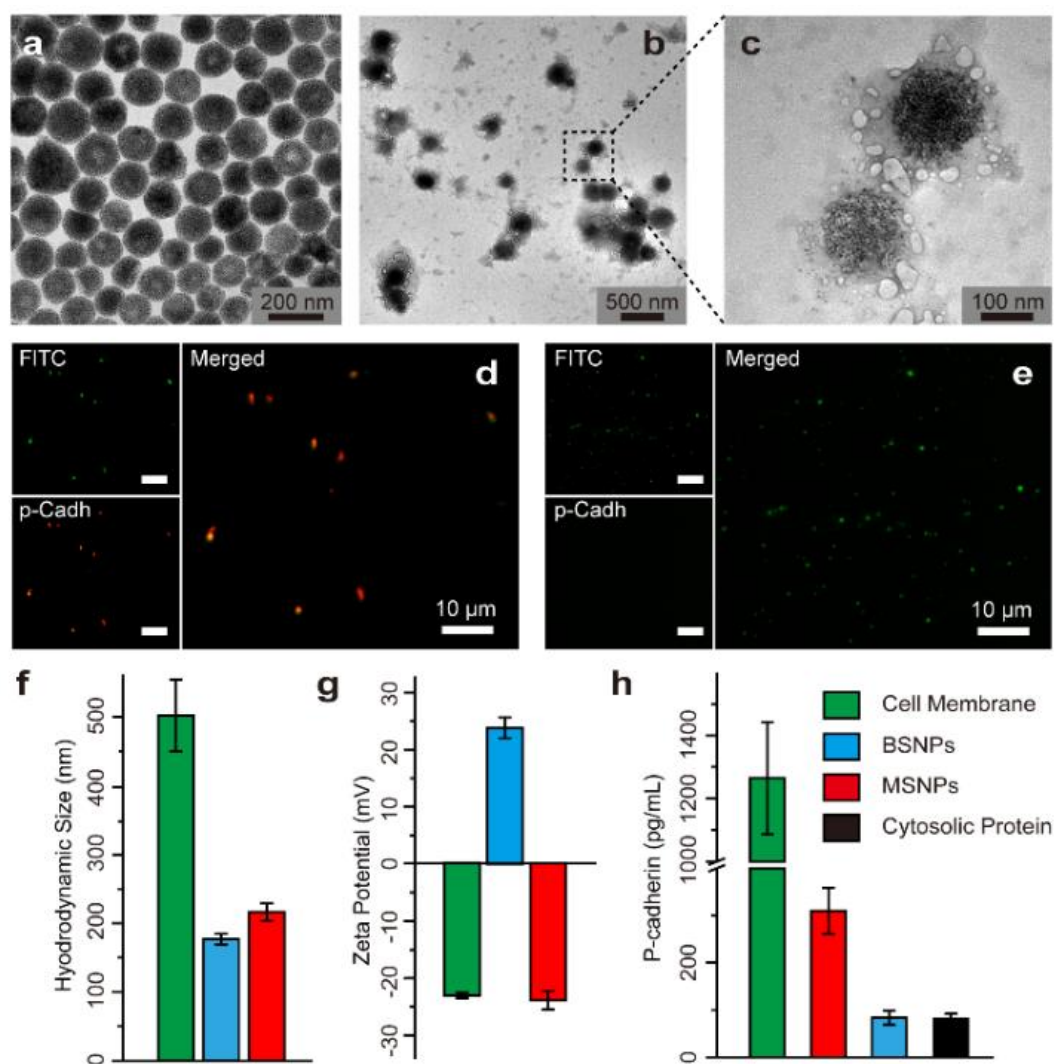 a
b
c
200 nm
500 nm
100 nm
FITC
Merged
d
p-Cadh
10 µm
FITC
Merged
e
p-Cadh
10 µm
f
Hyodrodynamic Size (nm)
500
400
300
200
100
0
g
Zeta Potential (mV)
30
20
10
0
-10
-20
-30
h
P-cadherin (pg/mL)
1400
1200
1000
200
0
Cell Membrane
BSNPs
MSNPs
Cytosolic Protein